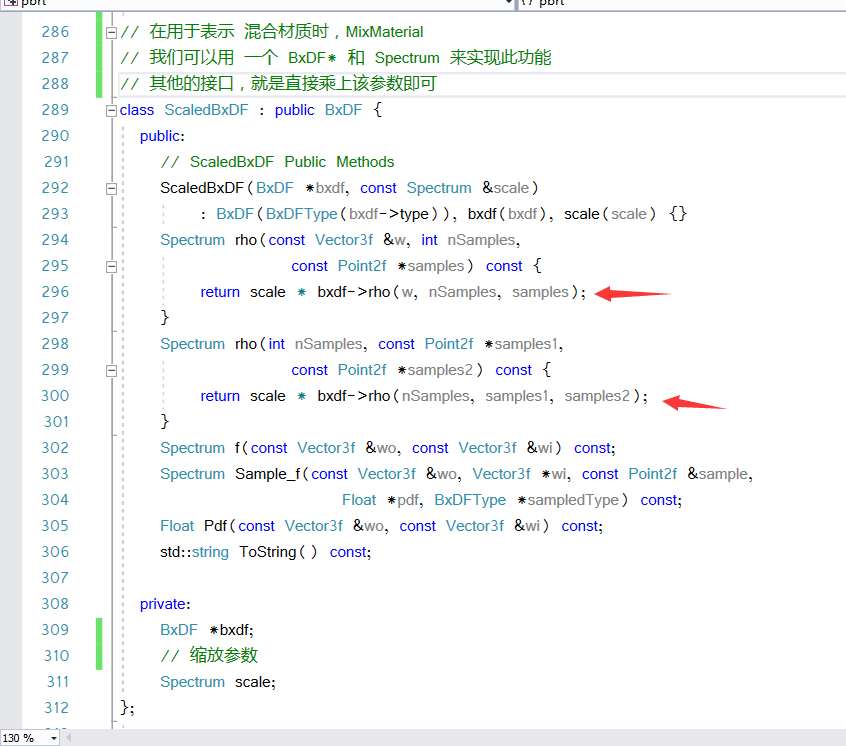 pbrt
pbrt
286 // 在用于表示 混合材质时，MixMaterial
287 // 我们可以用 一个 BxDF* 和 Spectrum 来实现此功能
288 // 其他的接口，就是直接乘上该参数即可
289 class ScaledBxDF : public BxDF {
290 public:
291 // ScaledBxDF Public Methods
292 ScaledBxDF(BxDF *bxdf, const Spectrum &scale)
293 : BxDF(BxDFType(bxdf->type)), bxdf(bxdf), scale(scale) {}
294 Spectrum rho(const Vector3f &w, int nSamples,
295 const Point2f *samples) const {
296 return scale * bxdf->rho(w, nSamples, samples);
297 }
298 Spectrum rho(int nSamples, const Point2f *samples1,
299 const Point2f *samples2) const {
300 return scale * bxdf->rho(nSamples, samples1, samples2);
301 }
302 Spectrum f(const Vector3f &wo, const Vector3f &wi) const;
303 Spectrum Sample_f(const Vector3f &wo, Vector3f *wi, const Point2f &sample,
304 Float *pdf, BxDFType *sampledType) const;
305 Float Pdf(const Vector3f &wo, const Vector3f &wi) const;
306 std::string ToString() const;
307
308 private:
309 BxDF *bxdf;
310 // 缩放参数
311 Spectrum scale;
312 };
130 %